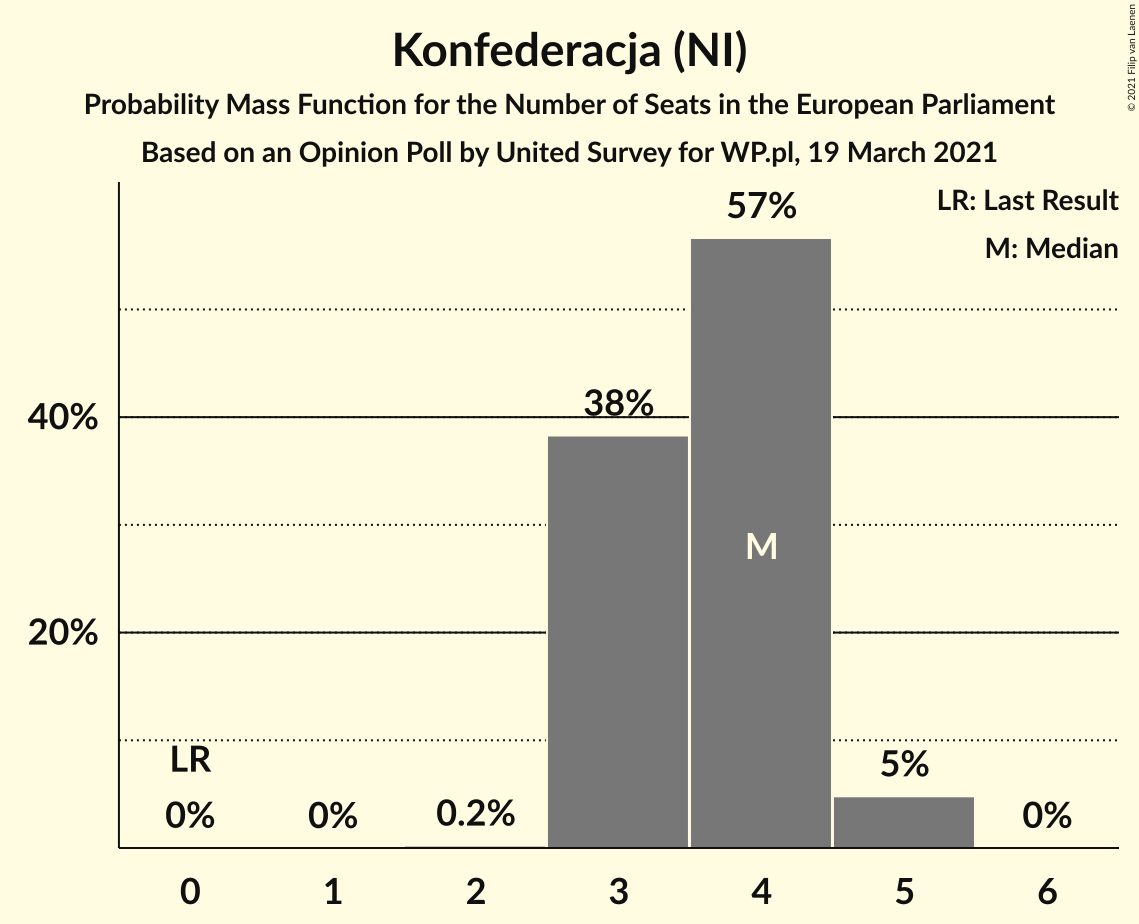 Konfederacja (NI)
Probability Mass Function for the Number of Seats in the European Parliament
Based on an Opinion Poll by United Survey for WP.pl, 19 March 2021
© 2021 Filip van Laenen
LR: Last Result
M: Median
57%
38%
40%
M
20%
LR
5%
0%
0%
0.2%
0%
0
1
2
3
4
5
6